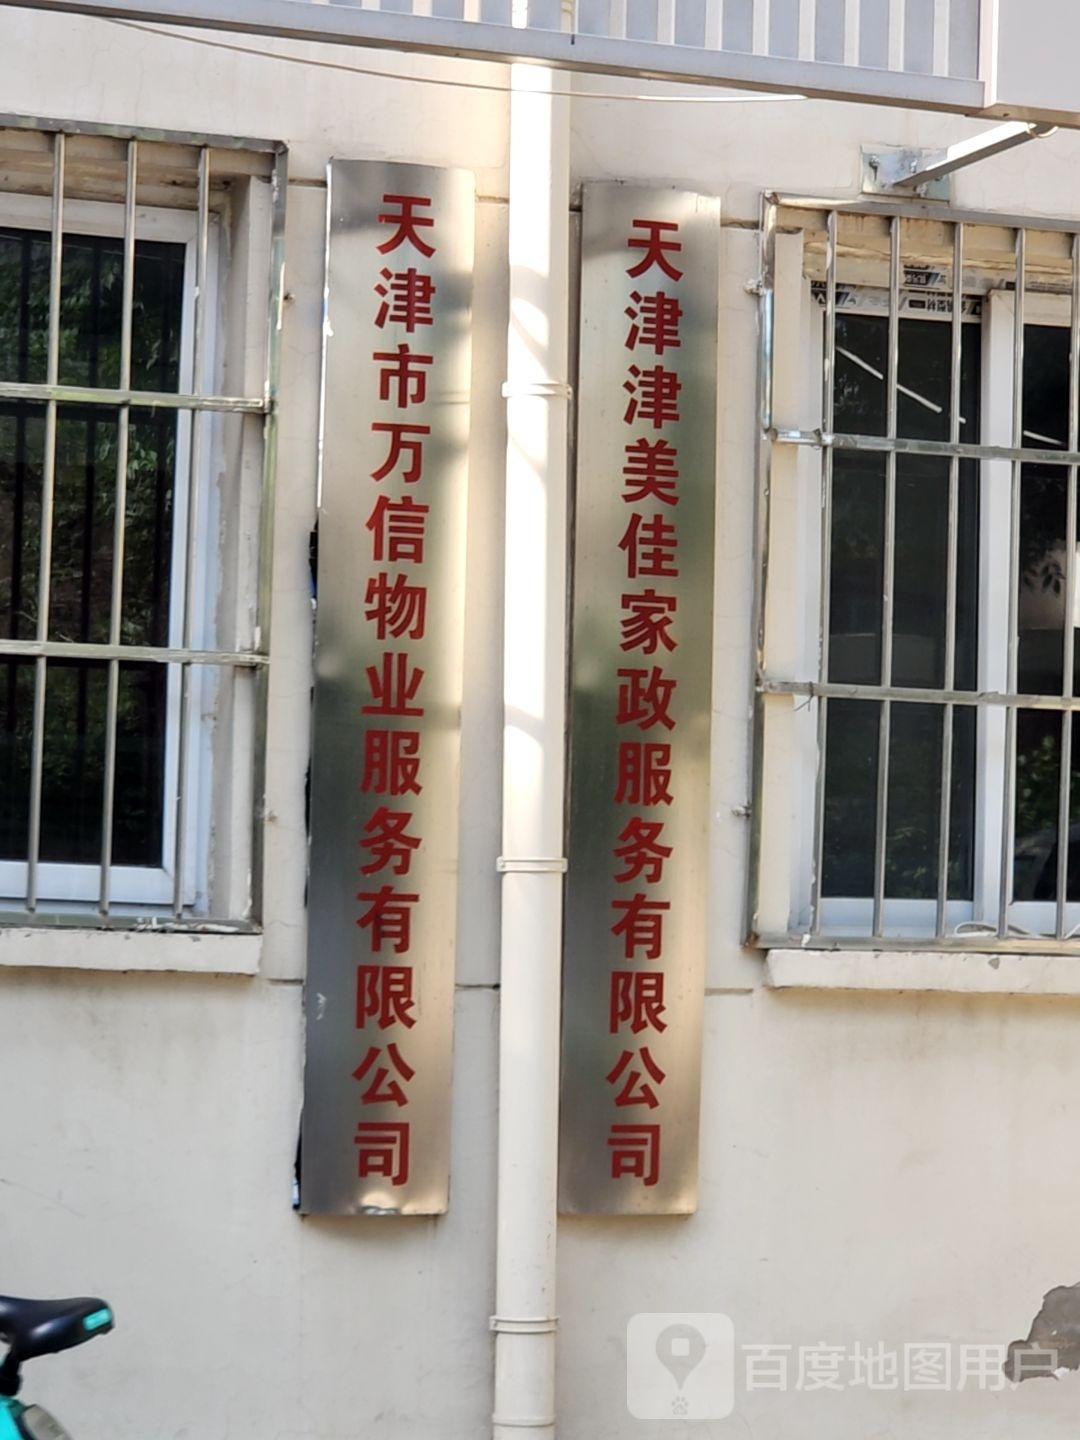 天津市万信物业服务有限公司
天津津美佳家政服务有限公司
百度地图用户